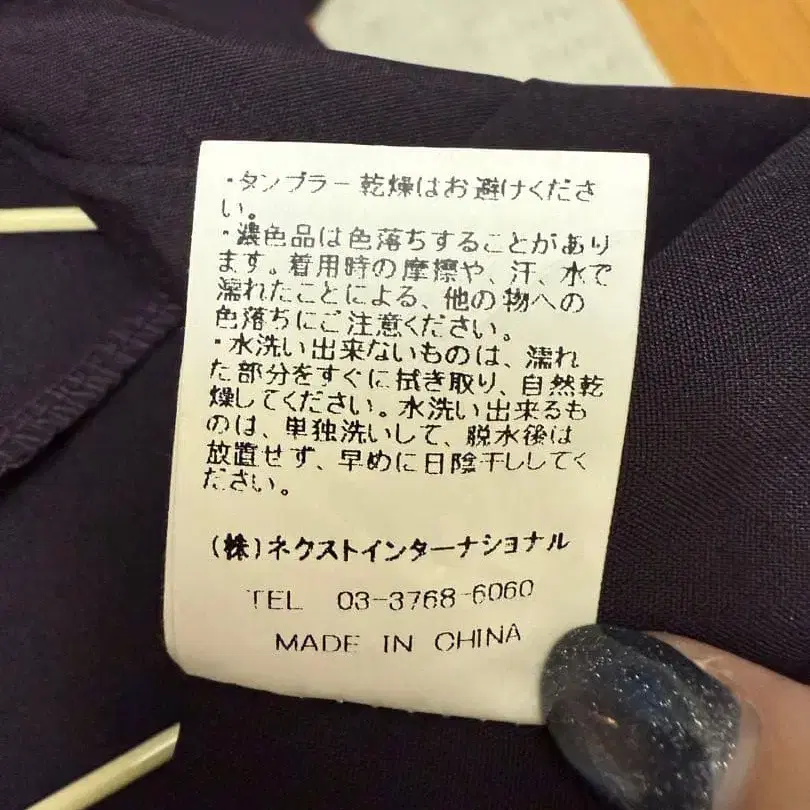 ・タンブラー乾燥はお避けくださ
い。
・濃色品は色落ちすることがあり
ます。着用時の摩擦や、汗、水で
濡れたことによる、他の物への
色落ちにご注意ください。
・水洗い出来ないものは、濡れ
た部分をすぐに拭き取り、自然乾
燥してください。水洗い出来るも
のは、単独洗いして、脱水後は
放置せず、早めに日陰干ししてく
ださい。
(株)ネクストインターナショナル
TEL 03-3768-6060
MADE IN CHINA